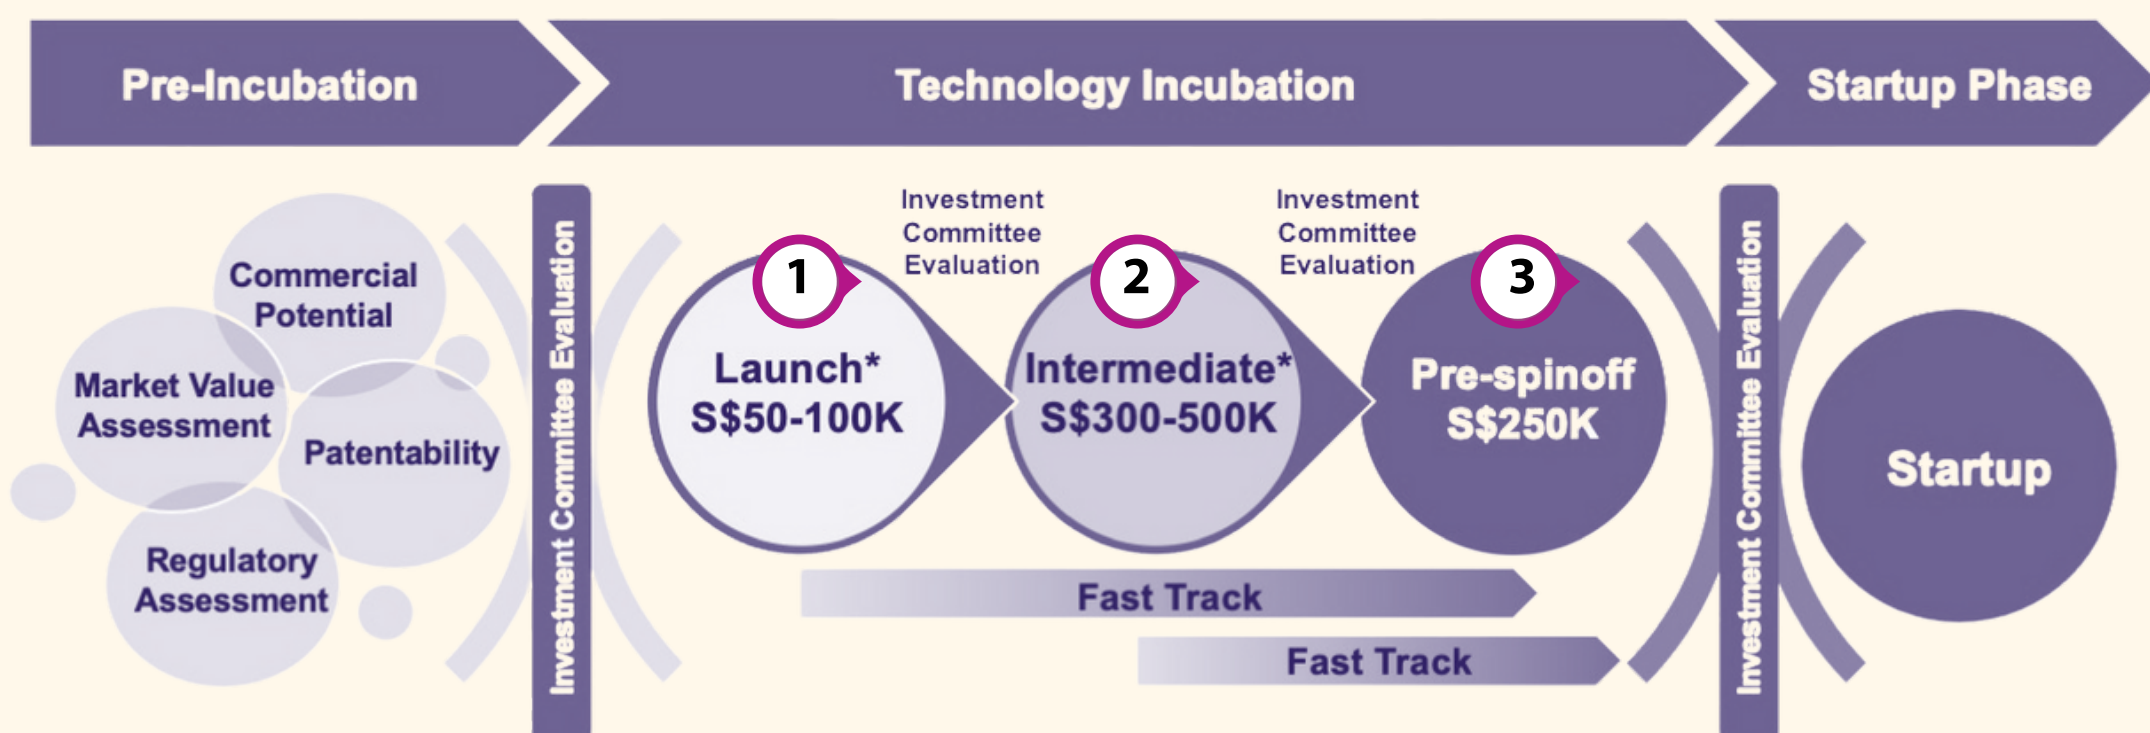 Pre-Incubation
Technology Incubation
Startup Phase
Commercial
Potential
Market Value
Assessment
Patentability
Regulatory
Assessment
Investment Committee Evaluation
1
Launch*
S$50-100K
Investment
Committee
Evaluation
2
Intermediate*
S$300-500K
Investment
Committee
Evaluation
3
Pre-spinoff
S$250K
Fast Track
Fast Track
Investment Committee Evaluation
Startup